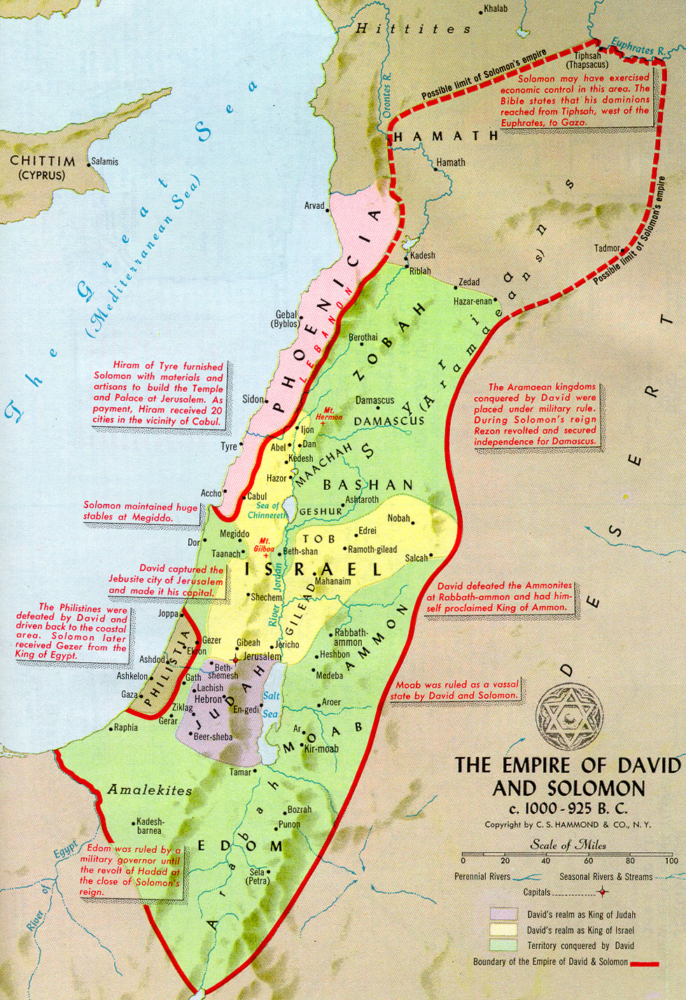 Khalab
Hittites
Euphrates R.
Tiphsah
(Thapsacus)
Possible limit of Solomon's empire
Solomon may have exercised
economic control in this area. The
Bible states that his dominions
reached from Tiphsah, west of the
Euphrates, to Gaza.
Orontes R.
HAMATH
Hamath
CHITTIM
(CYPRUS)
Salamis
The Great Sea
(Mediterranean Sea)
Arvad
PHOENICIA
LEBANON
Kadesh
Riblah
Tadmor
Possible limit of Solomon's empire
Zedad
Hazar-enan
Syrians
(Aramaeans)
Gebal
(Byblos)
Berothai
ZOBAH
DESERT
Hiram of Tyre furnished
Solomon with materials and
artisans to build the Temple
and Palace at Jerusalem. As
payment, Hiram received 20
cities in the vicinity of Cabul.
Sidon
Damascus
DAMASCUS
Mt.
Hermon
The Aramaean kingdoms
conquered by David were
placed under military rule.
During Solomon's reign
Rezon revolted and secured
independence for Damascus.
Ijon
Tyre
Abel
Dan
Kedesh
MAACHAH
Hazor
BASHAN
Accho
Cabul
Sea of
Chinnereth
Ashtaroth
GESHUR
Solomon maintained huge
stables at Megiddo.
Nobah
Edrei
TOB
Dor
Megiddo
Mt.
Gilboa
Taanach
Beth-shan
Ramoth-gilead
Salcah
ISRAEL
David captured the
Jebusite city of Jerusalem
and made it his capital.
Mahanaim
River Jordan
Shechem
GILEAD
David defeated the Ammonites
at Rabbath-ammon and had him-
self proclaimed King of Ammon.
The Philistines were
defeated by David and
driven back to the coastal
area. Solomon later
received Gezer from the
King of Egypt.
Joppa
AMMON
Rabbath-
ammon
Gezer
Gibeah
Jericho
Ekron
PHILISTIA
Jerusalem
Heshbon
Ashdod
Beth-
shemesh
Medeba
Ashkelon
Gath
Lachish
Hebron
JUDAH
Salt
Sea
Gaza
En-gedi
Aroer
Moab was ruled as a vassal
state by David and Solomon.
Ziklag
Gerar
Raphia
Beer-sheba
Ar
MOAB
Kir-moab
Tamar
Amalekites
Arabah
Bozrah
Kadesh-
barnea
Punon
EDOM
Sela
(Petra)
River of Egypt
Edom was ruled by a
military governor until
the revolt of Hadad at
the close of Solomon's
reign.
THE EMPIRE OF DAVID
AND SOLOMON
c. 1000-925 B. C.
Copyright by C. S. HAMMOND & CO., N. Y.
Scale of Miles
0 20 40 60 80 100
Perennial Rivers Seasonal Rivers & Streams
Capitals
David's realm as King of Judah
David's realm as King of Israel
Territory conquered by David
Boundary of the Empire of David & Solomon